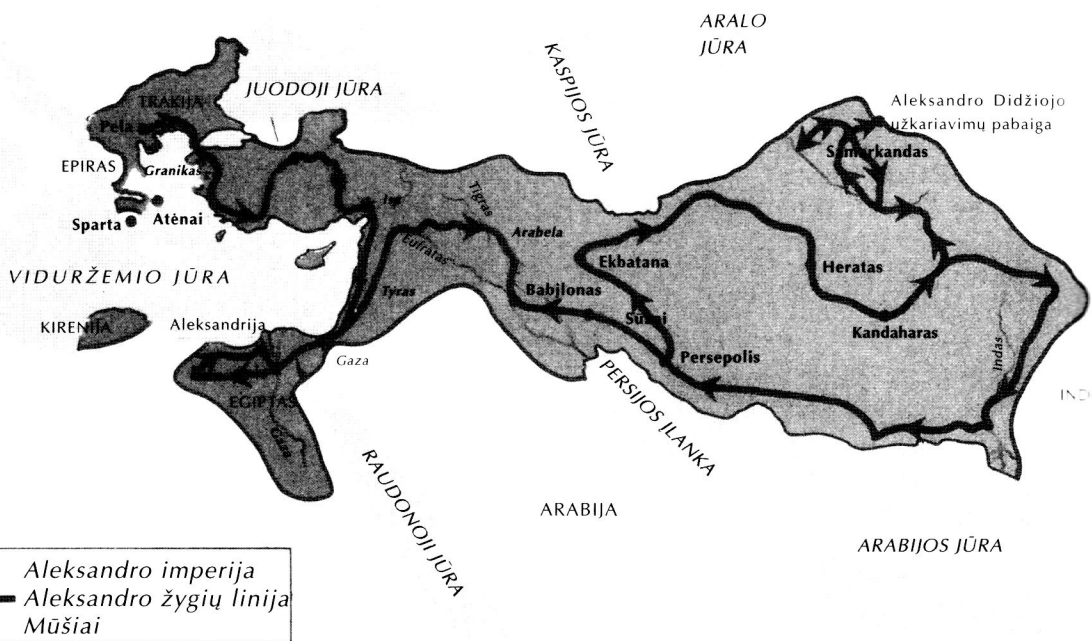 ARALO
JŪRA
KASPIJOS JŪRA
JUODOJI JŪRA
TRAKIJA
Pela
EPIRAS
Granikas
Sparta
Atėnai
VIDURŽEMIO JŪRA
KIRENIJA
Aleksandrija
Gaza
EGIPTAS
Tyras
Tigras
Eufratas
Arabela
Babilonas
Ekbatana
Persepolis
Aleksandro Didžiojo
užkariavimų pabaiga
Samarkandas
Heratas
Kandaharas
Indas
IND
PERSIJOS ĮLANKA
RAUDONOJI JŪRA
ARABIJA
ARABIJOS JŪRA
Aleksandro imperija
Aleksandro žygių linija
Mūšiai